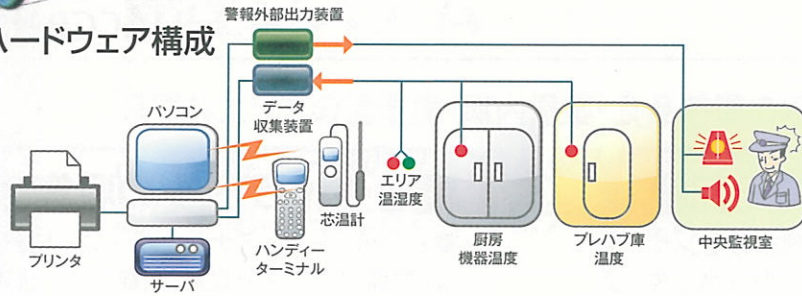 ハードウェア構成
警報外部出力装置
パソコン
データ
収集装置
プリンタ
サーバ
ハンディー
ターミナル
芯温計
エリア
温湿度
厨房
機器温度
プレハブ庫
温度
中央監視室